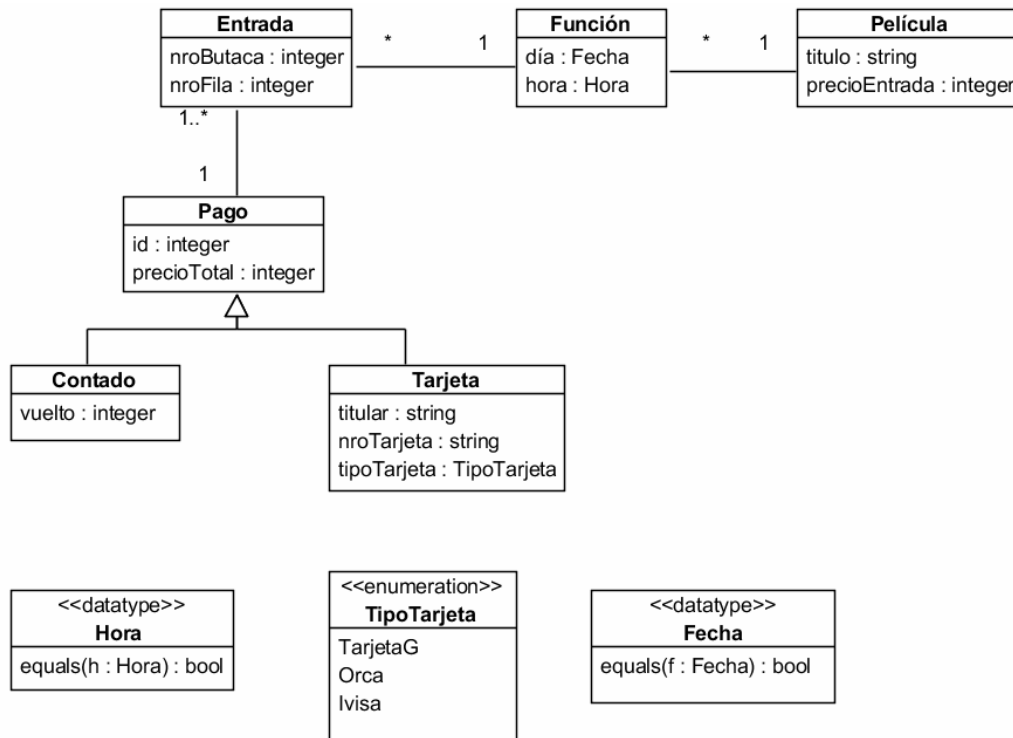 Entrada
nroButaca : integer
nroFila : integer
*
1
Función
día : Fecha
hora : Hora
*
1
Película
titulo : string
precioEntrada : integer
1..*
1
Pago
id : integer
precioTotal : integer
Contado
vuelto : integer
Tarjeta
titular : string
nroTarjeta : string
tipoTarjeta : TipoTarjeta
<<datatype>>
Hora
equals(h : Hora) : bool
<<enumeration>>
TipoTarjeta
TarjetaG
Orca
Ivisa
<<datatype>>
Fecha
equals(f : Fecha) : bool